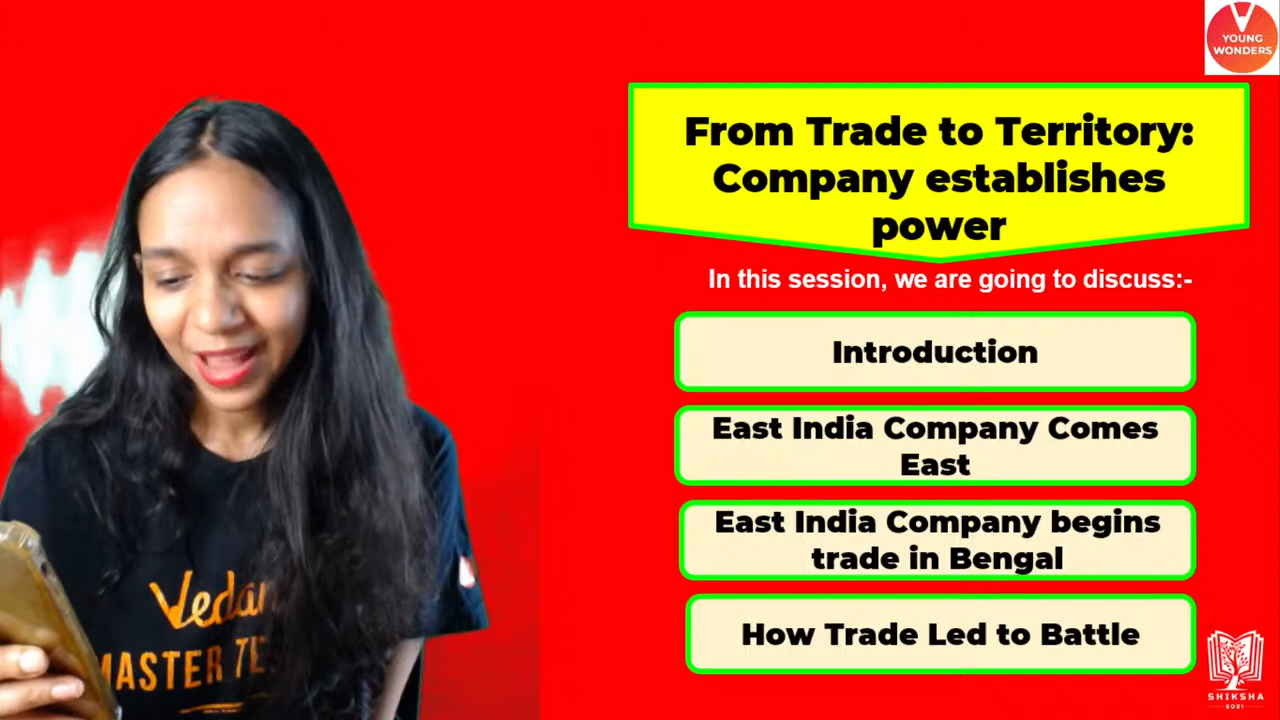 YOUNG
WONDERS
From Trade to Territory:
Company establishes
power
In this session, we are going to discuss:-
Introduction
East India Company Comes
East
East India Company begins
trade in Bengal
How Trade Led to Battle
MASTER
SHIKSHA